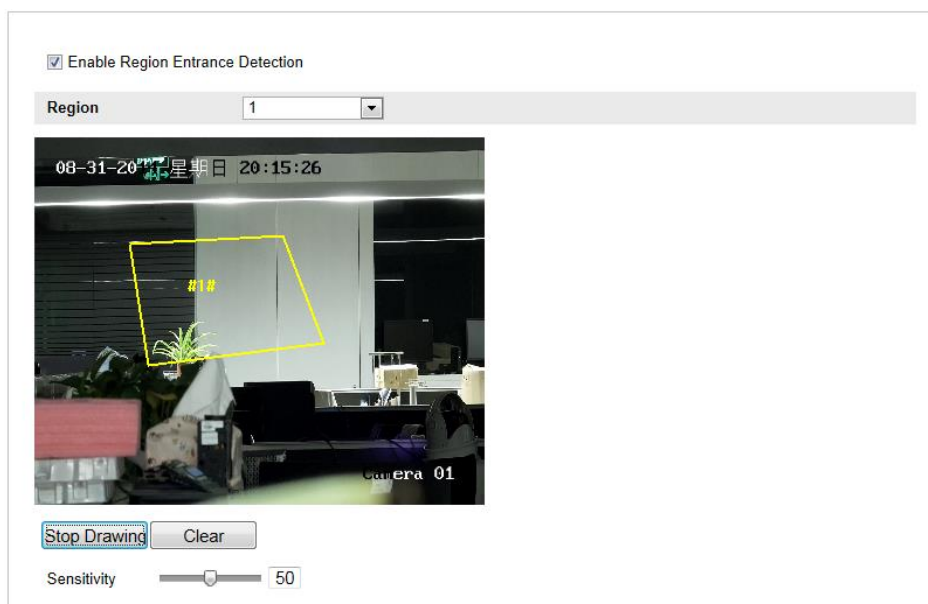 Enable Region Entrance Detection
Region 1
08-31-20 星期日 20:15:26
#1#
Camera 01
Stop Drawing Clear
Sensitivity 50